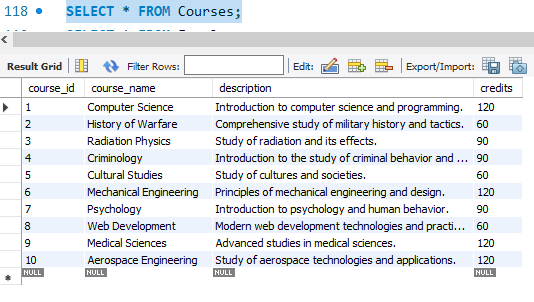 118 SELECT * FROM Courses;
Result Grid Filter Rows: Edit: Export/Import:
course_id course_name description credits
1 Computer Science Introduction to computer science and programming. 120
2 History of Warfare Comprehensive study of military history and tactics. 60
3 Radiation Physics Study of radiation and its effects. 90
4 Criminology Introduction to the study of criminal behavior and ... 90
5 Cultural Studies Study of cultures and societies. 60
6 Mechanical Engineering Principles of mechanical engineering and design. 120
7 Psychology Introduction to psychology and human behavior. 90
8 Web Development Modern web development technologies and practi... 60
9 Medical Sciences Advanced studies in medical sciences. 120
10 Aerospace Engineering Study of aerospace technologies and applications. 120
NULL NULL NULL NULL